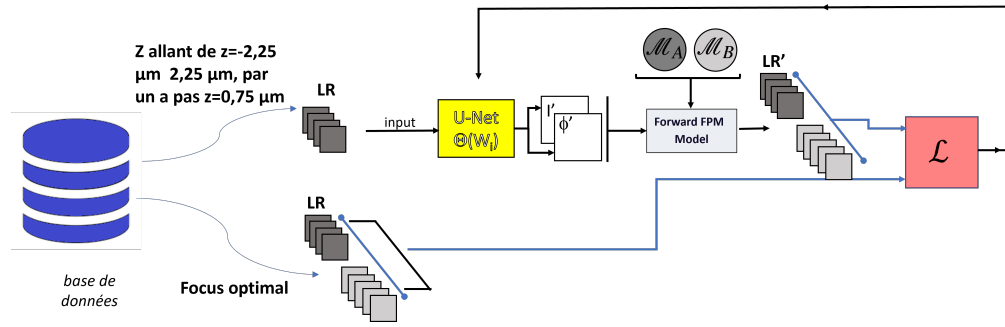 Z allant de z=-2,25
µm 2,25 µm, par
un a pas z=0,75 µm
LR
input
U-Net
Θ(Wᵢ)
I'
ϕ'
ℳA
ℳB
Forward FPM
Model
LR'
ℒ
LR
Focus optimal
base de
données